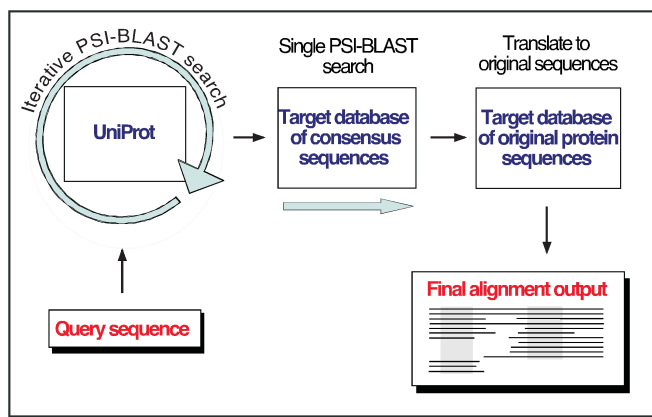 Iterative PSI-BLAST search
UniProt
Single PSI-BLAST
search
Target database
of consensus
sequences
Translate to
original sequences
Target database
of original protein
sequences
Query sequence
Final alignment output